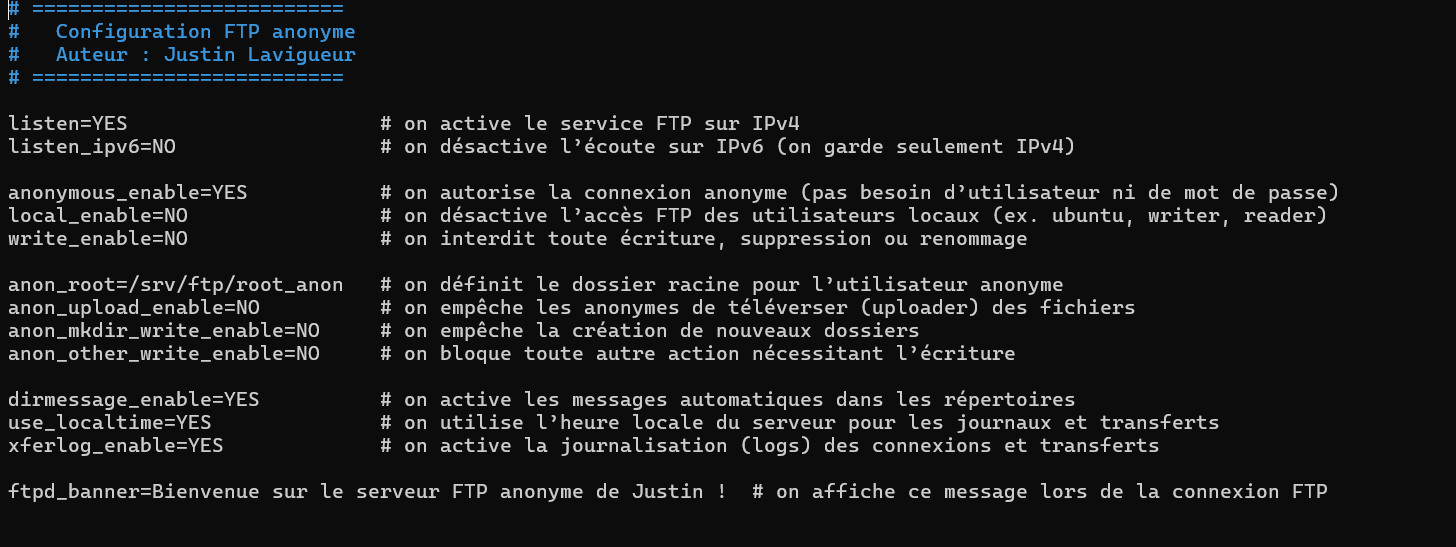 # ==========================
#   Configuration FTP anonyme
#   Auteur : Justin Lavigueur
# ==========================

listen=YES                     # on active le service FTP sur IPv4
listen_ipv6=NO                 # on désactive l’écoute sur IPv6 (on garde seulement IPv4)

anonymous_enable=YES           # on autorise la connexion anonyme (pas besoin d’utilisateur ni de mot de passe)
local_enable=NO                # on désactive l’accès FTP des utilisateurs locaux (ex. ubuntu, writer, reader)
write_enable=NO                # on interdit toute écriture, suppression ou renommage

anon_root=/srv/ftp/root_anon   # on définit le dossier racine pour l’utilisateur anonyme
anon_upload_enable=NO          # on empêche les anonymes de téléverser (uploader) des fichiers
anon_mkdir_write_enable=NO     # on empêche la création de nouveaux dossiers
anon_other_write_enable=NO     # on bloque toute autre action nécessitant l’écriture

dirmessage_enable=YES          # on active les messages automatiques dans les répertoires
use_localtime=YES              # on utilise l’heure locale du serveur pour les journaux et transferts
xferlog_enable=YES             # on active la journalisation (logs) des connexions et transferts

ftpd_banner=Bienvenue sur le serveur FTP anonyme de Justin !  # on affiche ce message lors de la connexion FTP